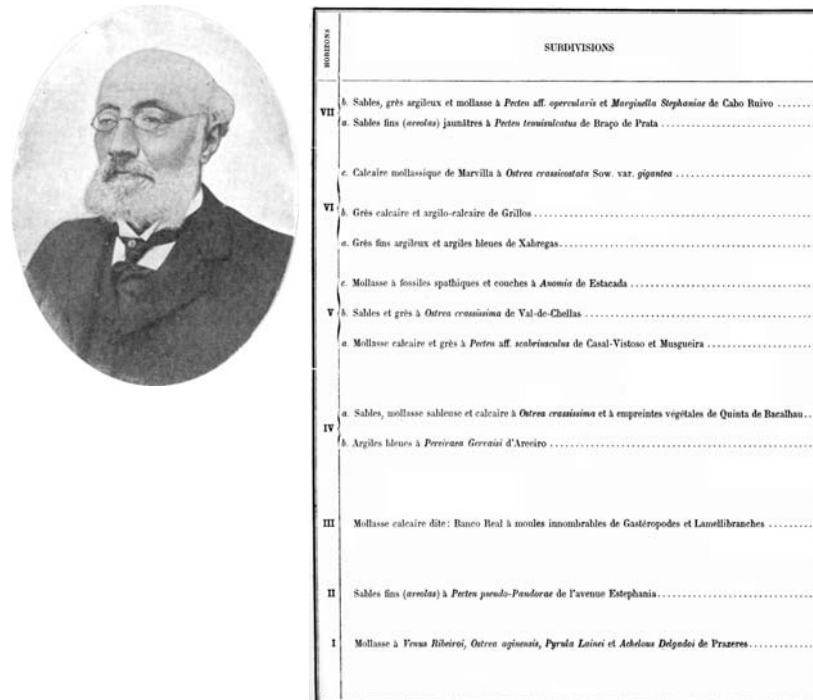 HORIZONS
SURDIVISIONS
VII
b. Sables, grès argileux et mollasse à Pecten aff. opercularis et Marginella Stephaniae de Cabo Ruivo
a. Sables fins (areolas) jaunâtres à Pecten tenuisulcatus de Braço de Prata
VI
c. Calcaire mollassique de Marvilla à Ostrea crassicostata Sow. var. gigantea
b. Grès calcaire et argilo-calcaire de Grillos
a. Grès fins argileux et argiles bleues de Xabregas
V
c. Mollasse à fossiles spathiques et couches à Anomia de Estacada
b. Sables et grès à Ostrea crassissima de Val-de-Chellas
a. Mollasse calcaire et grès à Pecten aff. scabriusculus de Casal-Vistoso et Musgueira
IV
a. Sables, mollasse sableuse et calcaire à Ostrea crassissima et à empreintes végétales de Quinta de Bacalhau
b. Argiles bleues à Pereiraea Gervaisi d'Areeiro
III Mollasse calcaire dite: Banco Real à moules innombrables de Gastéropodes et Lamellibranches
II Sables fins (areolas) à Pecten pseudo-Pandorae de l'avenue Estephania
I Mollasse à Venus Ribeiroi, Ostrea aginensis, Pyrula Lainei et Achelous Delgadoi de Prazeres